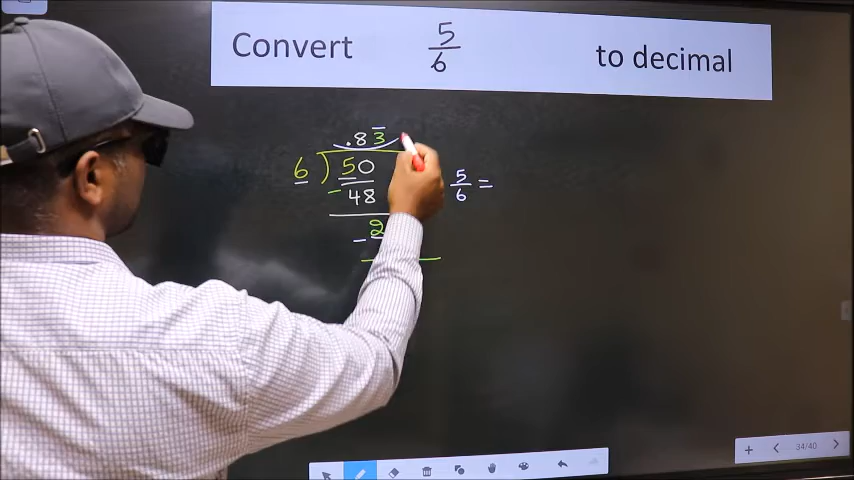 Convert 5/6 to decimal
.83̅
6)50 5/6 =
- 48
2
-
34/40